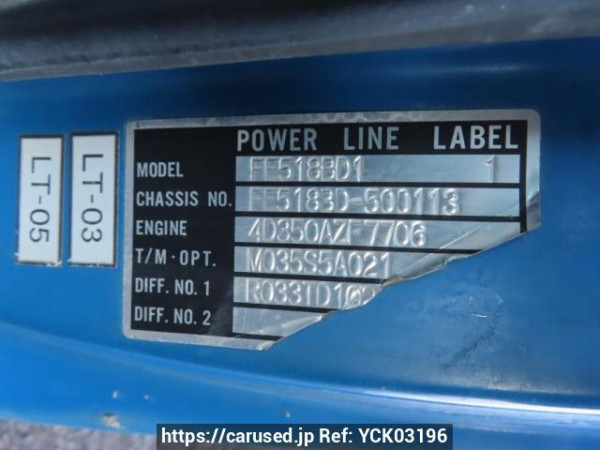 POWER LINE LABEL
MODEL FE518BD1 1
CHASSIS NO. FE518BD-500113
ENGINE 4D35OAZF7706
T/M·OPT. M035S5A021
DIFF. NO. 1 R033TD1
DIFF. NO. 2
LT-05
LT-03
https://carused.jp Ref: YCK03196